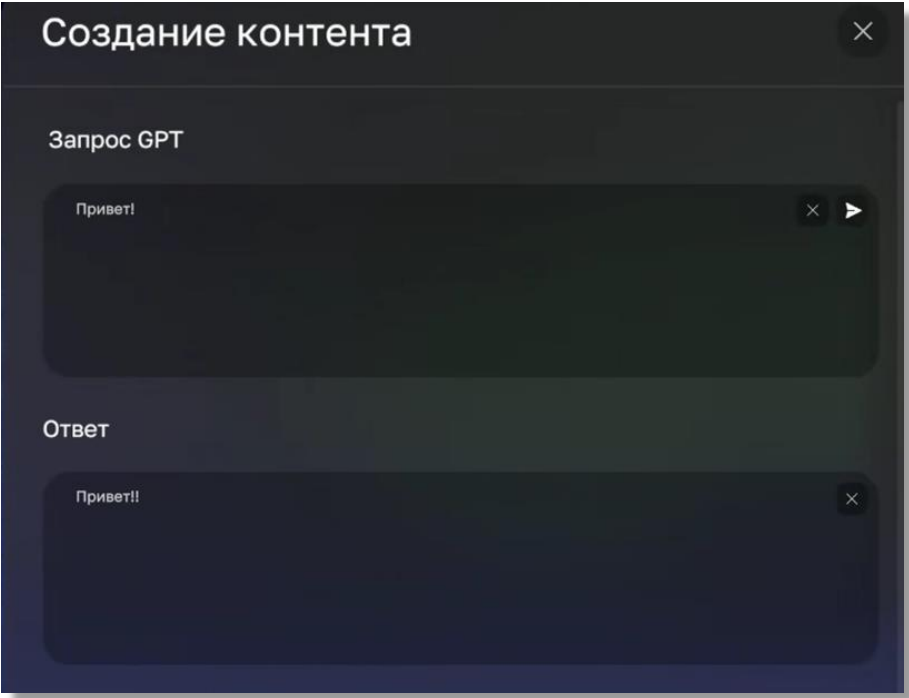 Создание контента
Запрос GPT
Привет!
Ответ
Привет!!